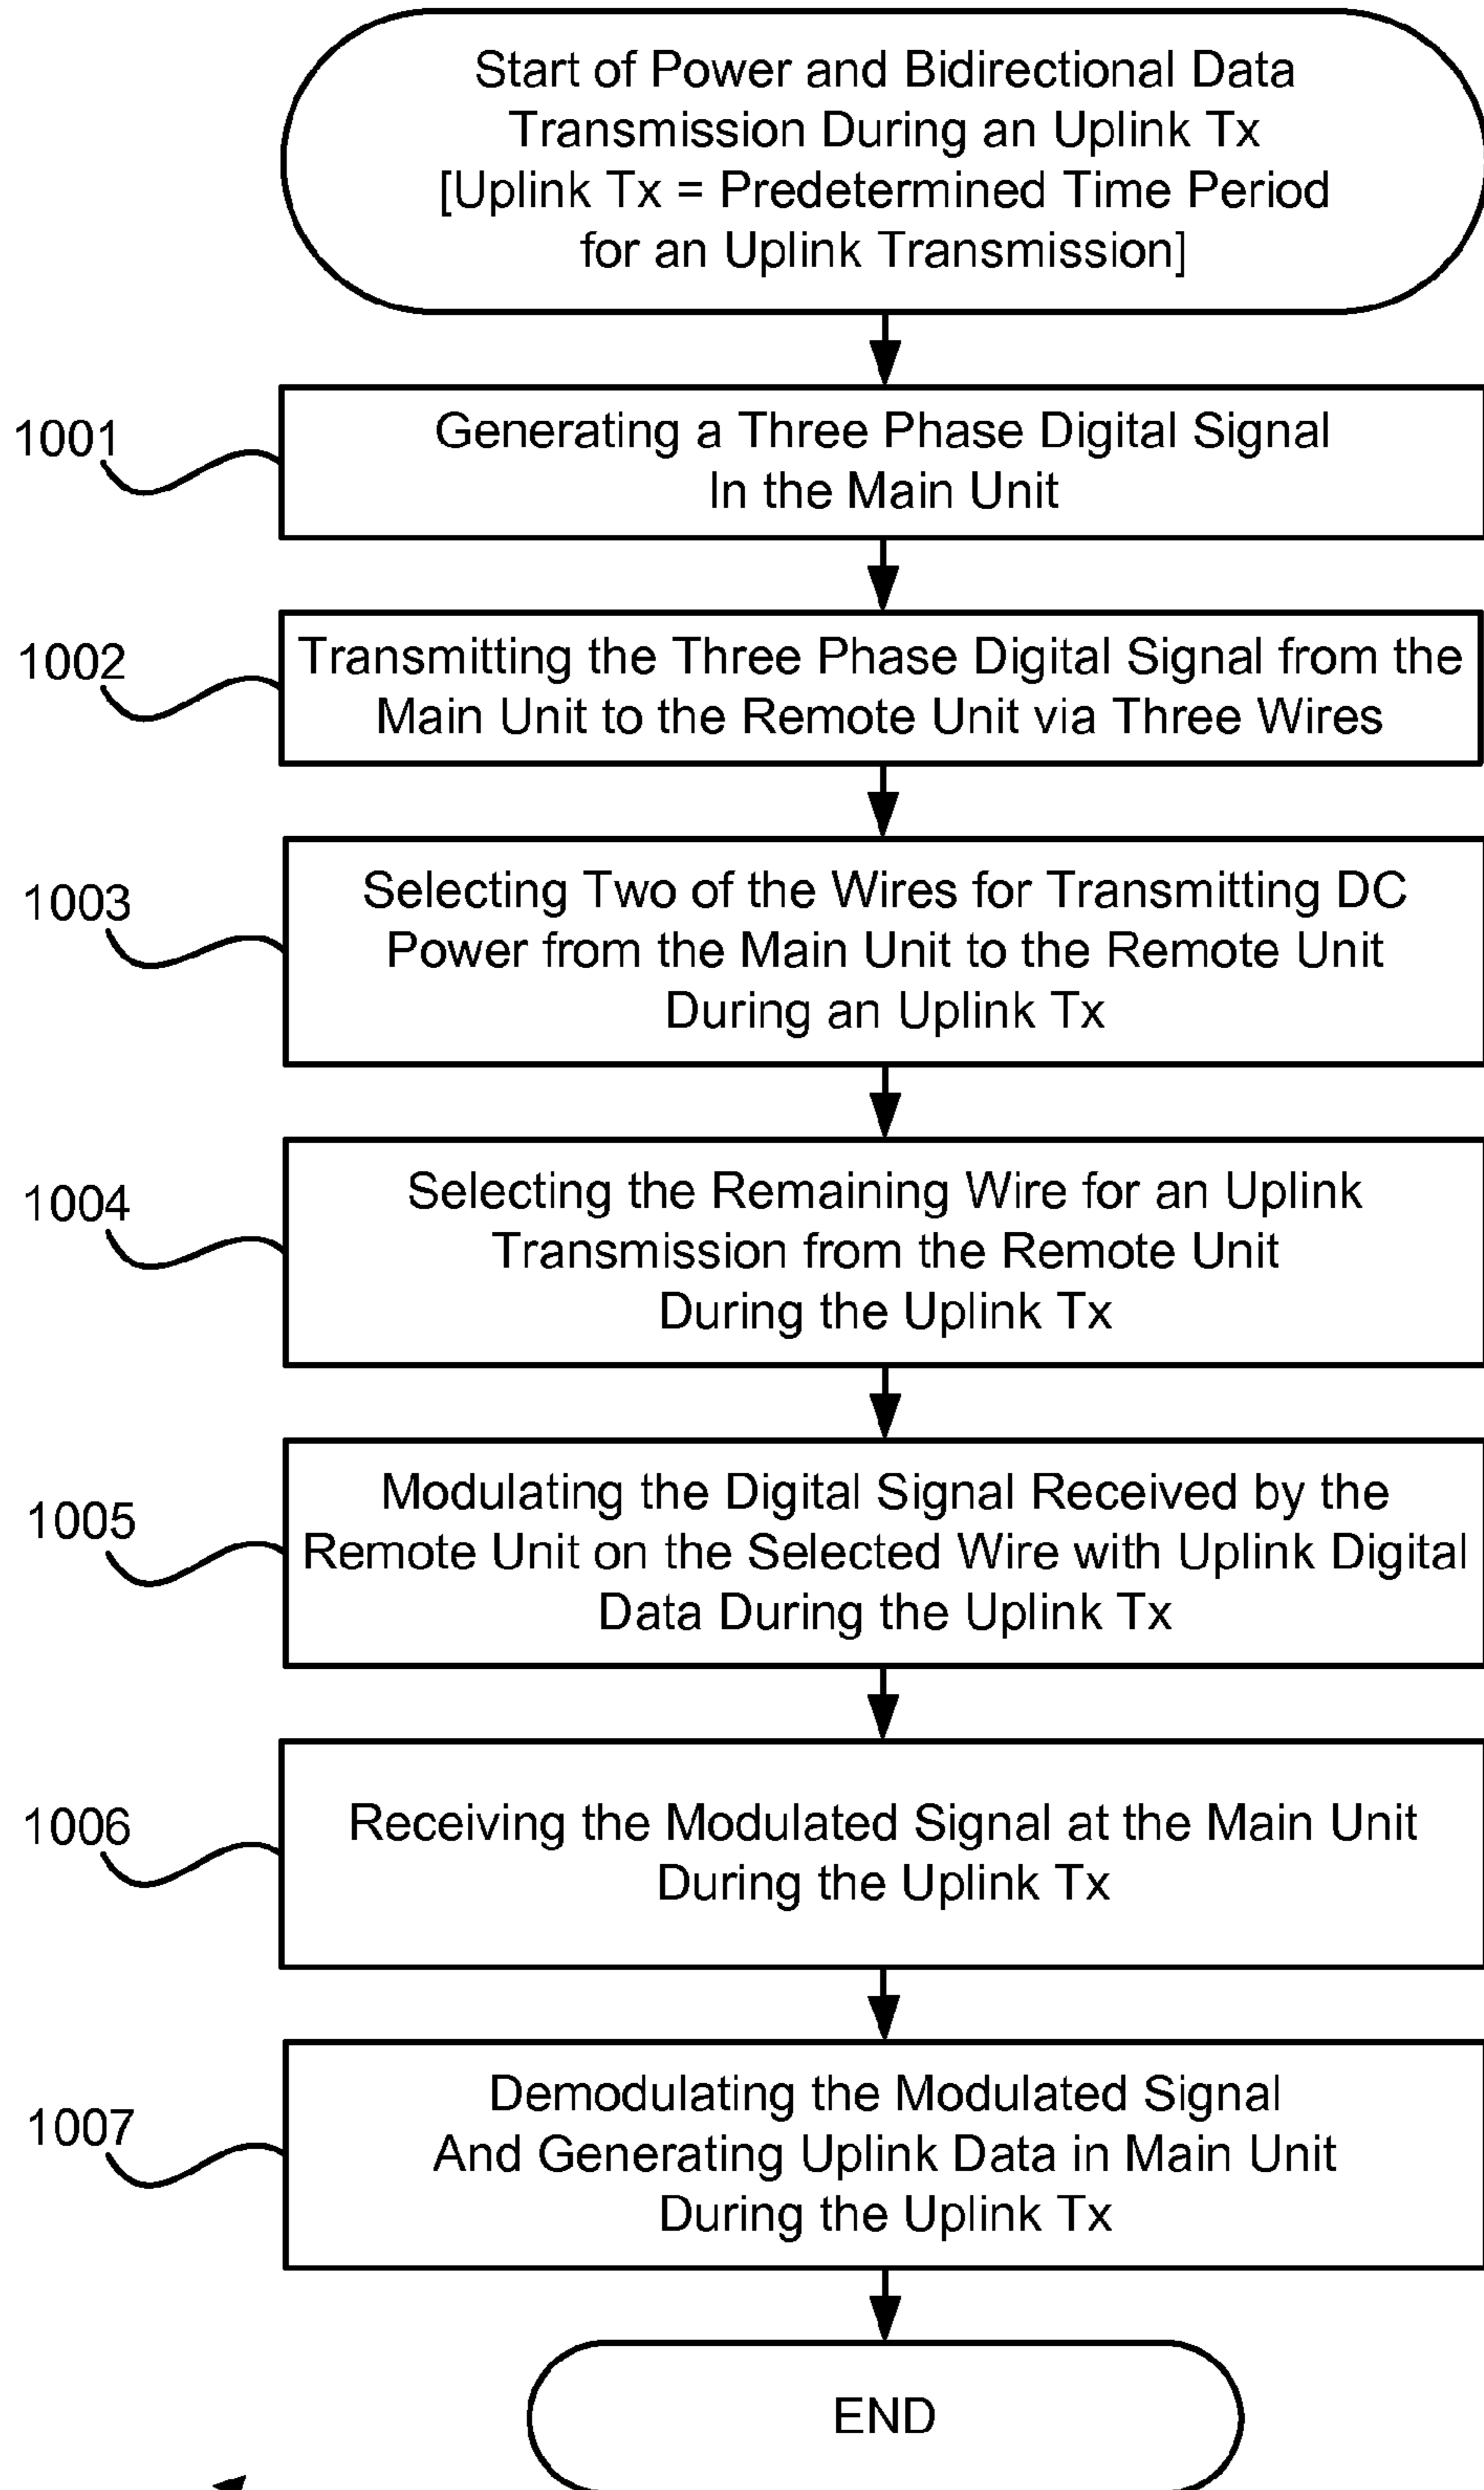 Start of Power and Bidirectional Data
Transmission During an Uplink Tx
[Uplink Tx = Predetermined Time Period
for an Uplink Transmission]
1001
Generating a Three Phase Digital Signal
In the Main Unit
1002
Transmitting the Three Phase Digital Signal from the
Main Unit to the Remote Unit via Three Wires
1003
Selecting Two of the Wires for Transmitting DC
Power from the Main Unit to the Remote Unit
During an Uplink Tx
1004
Selecting the Remaining Wire for an Uplink
Transmission from the Remote Unit
During the Uplink Tx
1005
Modulating the Digital Signal Received by the
Remote Unit on the Selected Wire with Uplink Digital
Data During the Uplink Tx
1006
Receiving the Modulated Signal at the Main Unit
During the Uplink Tx
1007
Demodulating the Modulated Signal
And Generating Uplink Data in Main Unit
During the Uplink Tx
END